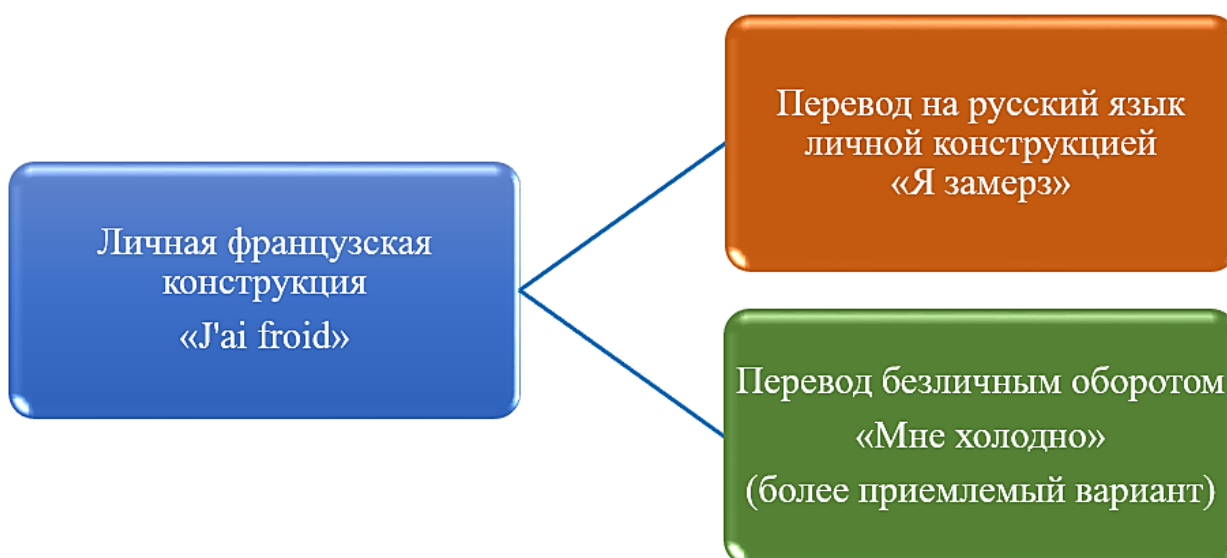 Личная французская
конструкция
«J'ai froid»
Перевод на русский язык
личной конструкцией
«Я замерз»
Перевод безличным оборотом
«Мне холодно»
(более приемлемый вариант)